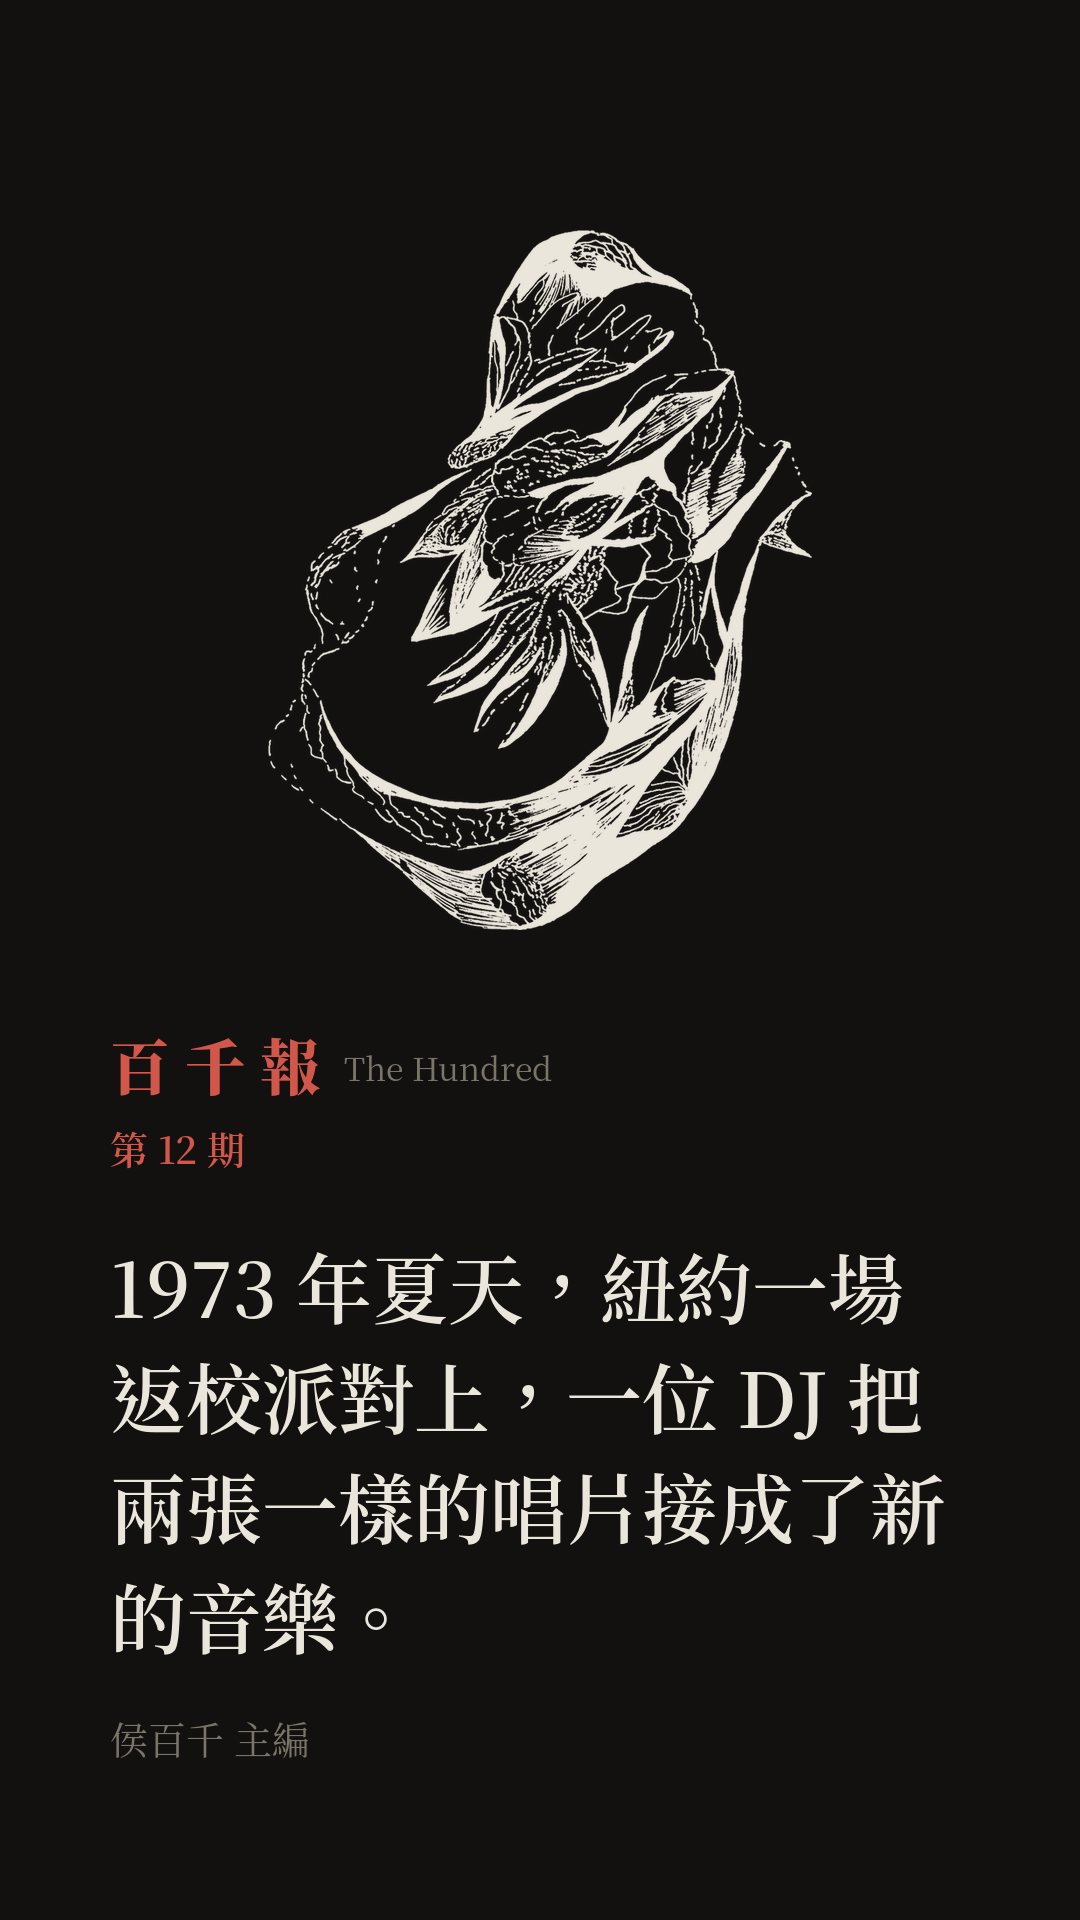 百千報 The Hundred
第 12 期
1973 年夏天，紐約一場
返校派對上，一位 DJ 把
兩張一樣的唱片接成了新
的音樂。
侯百千 主編